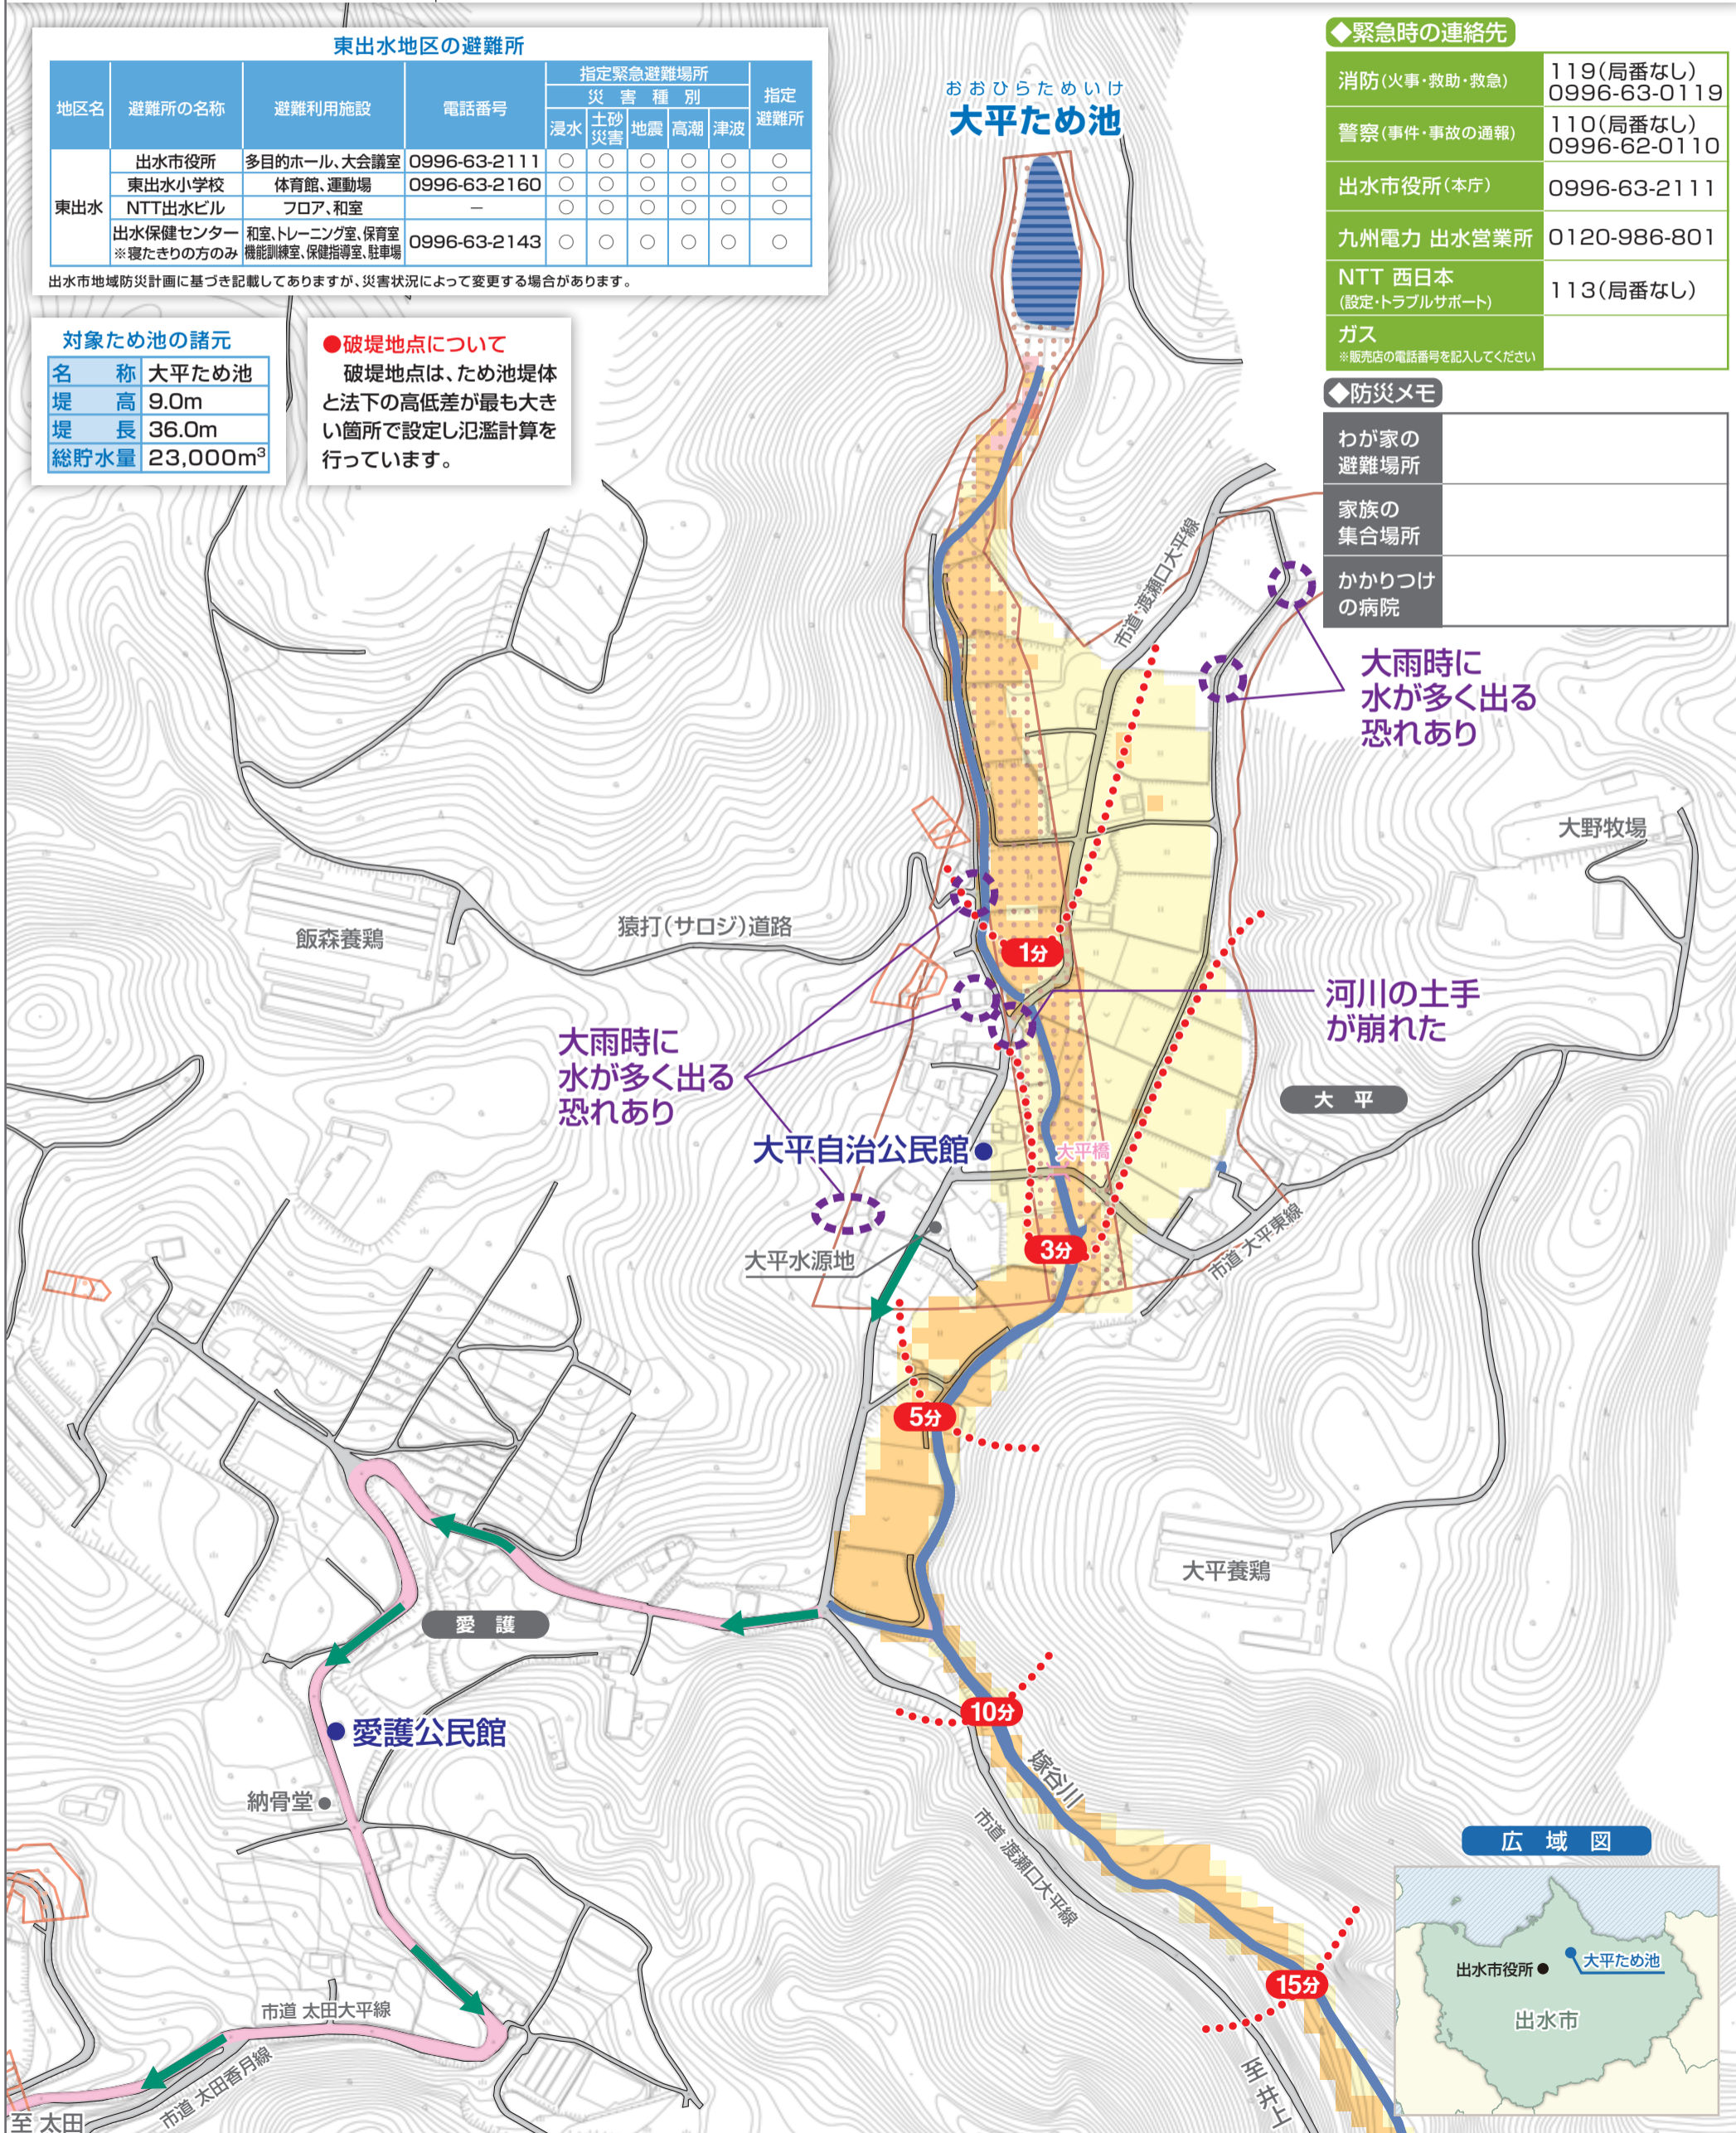 東出水地区の避難所
地区名 避難所の名称 避難利用施設 電話番号 指定緊急避難場所 指定避難所
災害種別
浸水 土砂災害 地震 高潮 津波
東出水
出水市役所 多目的ホール、大会議室 0996-63-2111 ○ ○ ○ ○ ○ ○
東出水小学校 体育館、運動場 0996-63-2160 ○ ○ ○ ○ ○ ○
NTT出水ビル フロア、和室 － ○ ○ ○ ○ ○ ○
出水保健センター ※寝たきりの方のみ 和室、トレーニング室、保育室 機能訓練室、保健指導室、駐車場 0996-63-2143 ○ ○ ○ ○ ○ ○
出水市地域防災計画に基づき記載してありますが、災害状況によって変更する場合があります。
対象ため池の諸元
名称 大平ため池
堤高 9.0m
堤長 36.0m
総貯水量 23,000m³
●破堤地点について
破堤地点は、ため池堤体
と法下の高低差が最も大き
い箇所で設定し氾濫計算を
行っています。
おおひらためいけ
大平ため池
◆緊急時の連絡先
消防(火事・救助・救急) 119(局番なし)
0996-63-0119
警察(事件・事故の通報) 110(局番なし)
0996-62-0110
出水市役所(本庁) 0996-63-2111
九州電力 出水営業所 0120-986-801
NTT 西日本
(設定・トラブルサポート) 113(局番なし)
ガス
※販売店の電話番号を記入してください
◆防災メモ
わが家の
避難場所
家族の
集合場所
かかりつけ
の病院
市道 渡瀬口大平線
大雨時に
水が多く出る
恐れあり
大野牧場
飯森養鶏
猿打(サロジ)道路
1分
河川の土手
が崩れた
大雨時に
水が多く出る
恐れあり
大平
大平自治公民館
大平橋
大平水源地
3分
市道 大平東線
5分
大平養鶏
愛護
10分
愛護公民館
嫁谷川
納骨堂
市道 渡瀬口大平線
15分
市道 太田大平線
市道 太田香月線
至 太田
至 井上
広域図
出水市役所
大平ため池
出水市